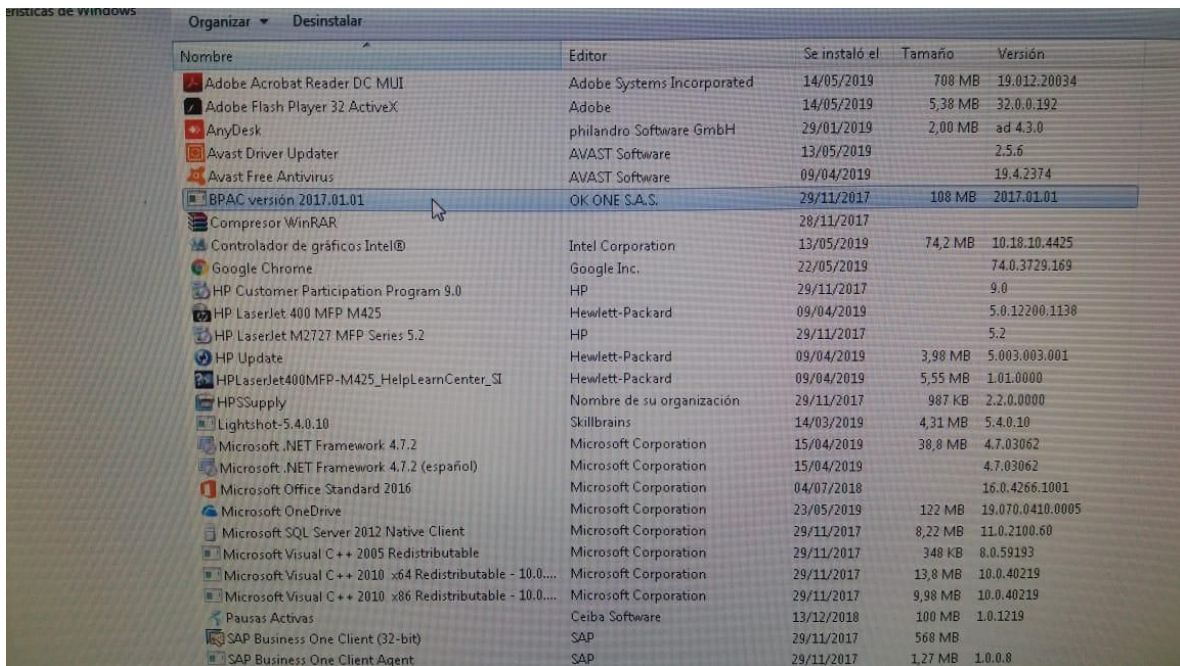 erísticas de Windows
Organizar Desinstalar
Nombre Editor Se instaló el Tamaño Versión
Adobe Acrobat Reader DC MUI Adobe Systems Incorporated 14/05/2019 708 MB 19.012.20034
Adobe Flash Player 32 ActiveX Adobe 14/05/2019 5,38 MB 32.0.0.192
AnyDesk philandro Software GmbH 29/01/2019 2,00 MB ad 4.3.0
Avast Driver Updater AVAST Software 13/05/2019 2.5.6
Avast Free Antivirus AVAST Software 09/04/2019 19.4.2374
BPAC versión 2017.01.01 OK ONE S.A.S. 29/11/2017 108 MB 2017.01.01
Compresor WinRAR 28/11/2017
Controlador de gráficos Intel® Intel Corporation 13/05/2019 74,2 MB 10.18.10.4425
Google Chrome Google Inc. 22/05/2019 74.0.3729.169
HP Customer Participation Program 9.0 HP 29/11/2017 9.0
HP LaserJet 400 MFP M425 Hewlett-Packard 09/04/2019 5.0.12200.1138
HP LaserJet M2727 MFP Series 5.2 HP 29/11/2017 5.2
HP Update Hewlett-Packard 09/04/2019 3,98 MB 5.003.003.001
HPLaserJet400MFP-M425_HelpLearnCenter_SI Hewlett-Packard 09/04/2019 5,55 MB 1.01.0000
HPSSupply Nombre de su organización 29/11/2017 987 KB 2.2.0.0000
Lightshot-5.4.0.10 Skillbrains 14/03/2019 4,31 MB 5.4.0.10
Microsoft .NET Framework 4.7.2 Microsoft Corporation 15/04/2019 38,8 MB 4.7.03062
Microsoft .NET Framework 4.7.2 (español) Microsoft Corporation 15/04/2019 4.7.03062
Microsoft Office Standard 2016 Microsoft Corporation 04/07/2018 16.0.4266.1001
Microsoft OneDrive Microsoft Corporation 23/05/2019 122 MB 19.070.0410.0005
Microsoft SQL Server 2012 Native Client Microsoft Corporation 29/11/2017 8,22 MB 11.0.2100.60
Microsoft Visual C++ 2005 Redistributable Microsoft Corporation 29/11/2017 348 KB 8.0.59193
Microsoft Visual C++ 2010 x64 Redistributable - 10.0.... Microsoft Corporation 29/11/2017 13,8 MB 10.0.40219
Microsoft Visual C++ 2010 x86 Redistributable - 10.0.... Microsoft Corporation 29/11/2017 9,98 MB 10.0.40219
Pausas Activas Ceiba Software 13/12/2018 100 MB 1.0.1219
SAP Business One Client (32-bit) SAP 29/11/2017 568 MB
SAP Business One Client Agent SAP 29/11/2017 1,27 MB 1.0.0.8